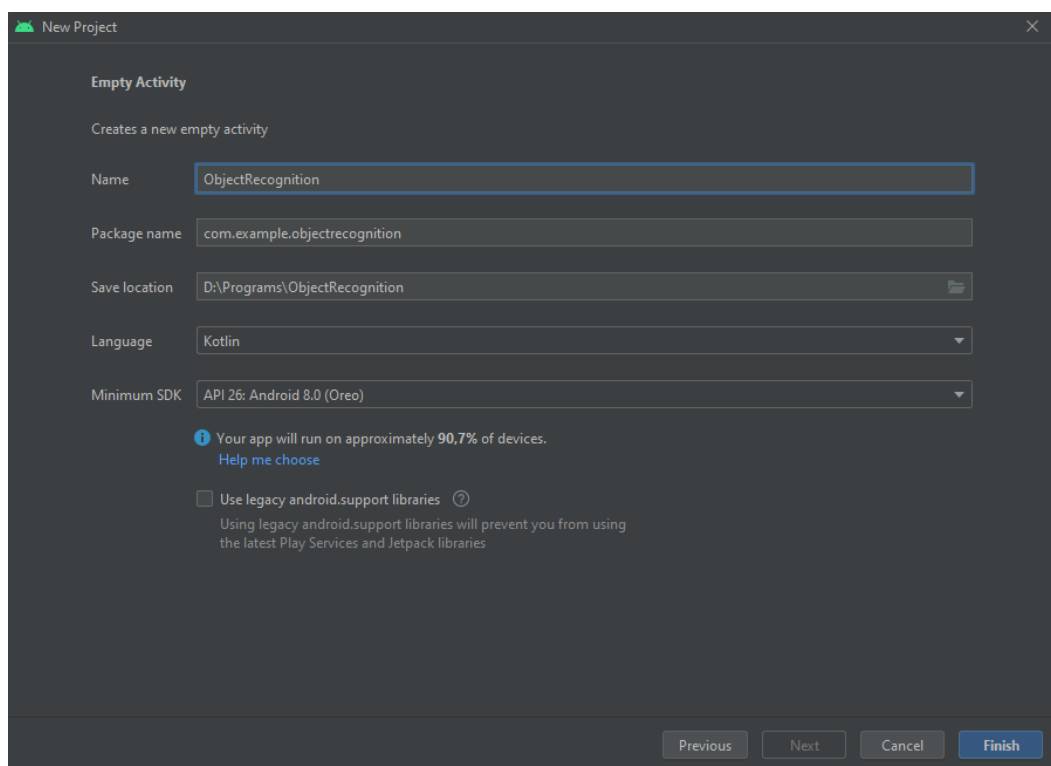 New Project
Empty Activity
Creates a new empty activity
Name ObjectRecognition
Package name com.example.objectrecognition
Save location D:\Programs\ObjectRecognition
Language Kotlin
Minimum SDK API 26: Android 8.0 (Oreo)
Your app will run on approximately 90,7% of devices.
Help me choose
Use legacy android.support libraries ?
Using legacy android.support libraries will prevent you from using
the latest Play Services and Jetpack libraries
Previous Next Cancel Finish